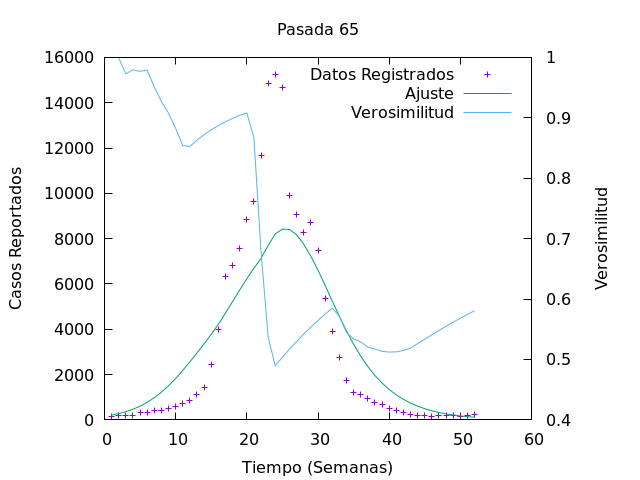 Pasada 65
Datos Registrados
Ajuste
Verosimilitud
16000
14000
12000
10000
8000
6000
4000
2000
0
1
0.9
0.8
0.7
0.6
0.5
0.4
0 10 20 30 40 50 60
Casos Reportados
Verosimilitud
Tiempo (Semanas)